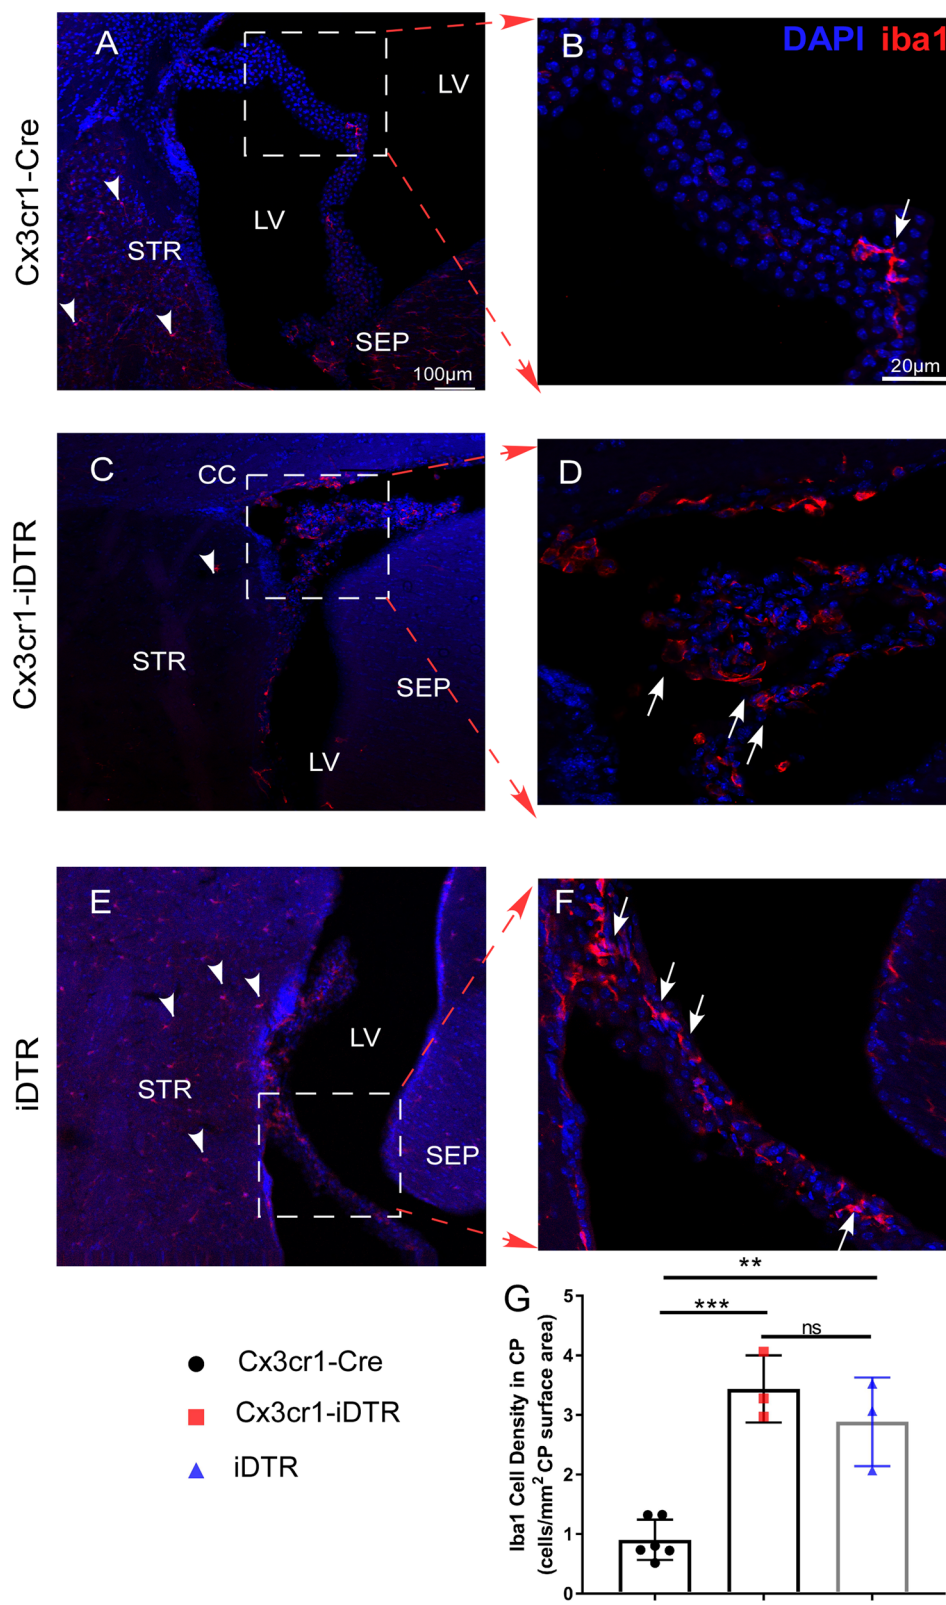 Cx3cr1-Cre
A
LV
LV
STR
SEP
100µm
B
DAPI iba1
20µm
Cx3cr1-iDTR
C
CC
STR
SEP
LV
D
iDTR
E
LV
STR
SEP
F
G
**
***
ns
Iba1 Cell Density in CP
(cells/mm² CP surface area)
5
4
3
2
1
0
Cx3cr1-Cre
Cx3cr1-iDTR
iDTR